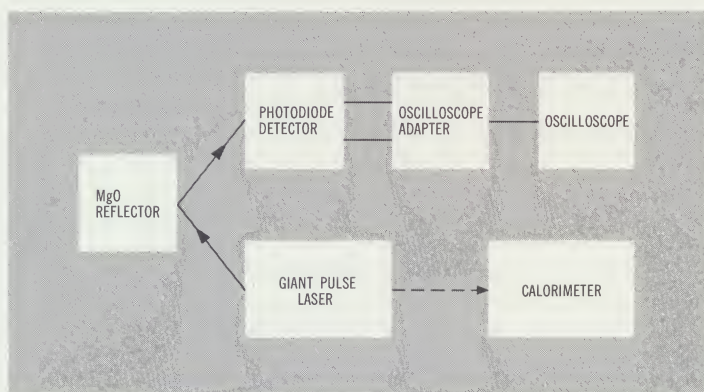 PHOTODIODE
DETECTOR
OSCILLOSCOPE
ADAPTER
OSCILLOSCOPE
MgO
REFLECTOR
GIANT PULSE
LASER
CALORIMETER